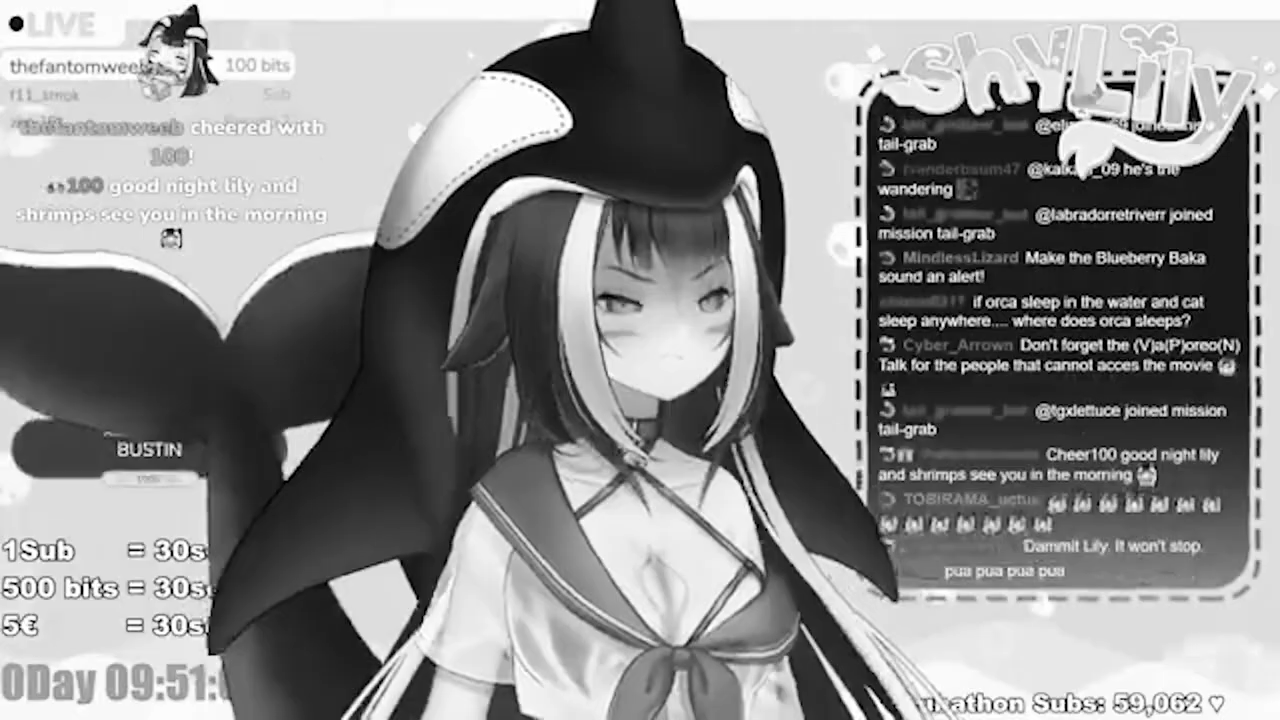 LIVE
thefantomweeb 100 bits
f11_smok Sub
thefantomweeb cheered with
100!
100 good night lily and
shrimps see you in the morning
BUSTIN
1Sub = 30s
500 bits = 30s
5€ = 30s
0Day 09:51:
shyLily
tail-grab
@katkat_09 he's the
wandering
@labradorretriverr joined
mission tail-grab
MindlessLizard Make the Blueberry Baka
sound an alert!
if orca sleep in the water and cat
sleep anywhere.... where does orca sleeps?
Cyber_Arrown Don't forget the (V)a(P)oreo(N)
Talk for the people that cannot acces the movie
@tgxlettuce joined mission
tail-grab
Cheer100 good night lily
and shrimps see you in the morning
TOBIRAMA_uctus
Dammit Lily. It won't stop.
pua pua pua pua
Subs: 59,062 ♥